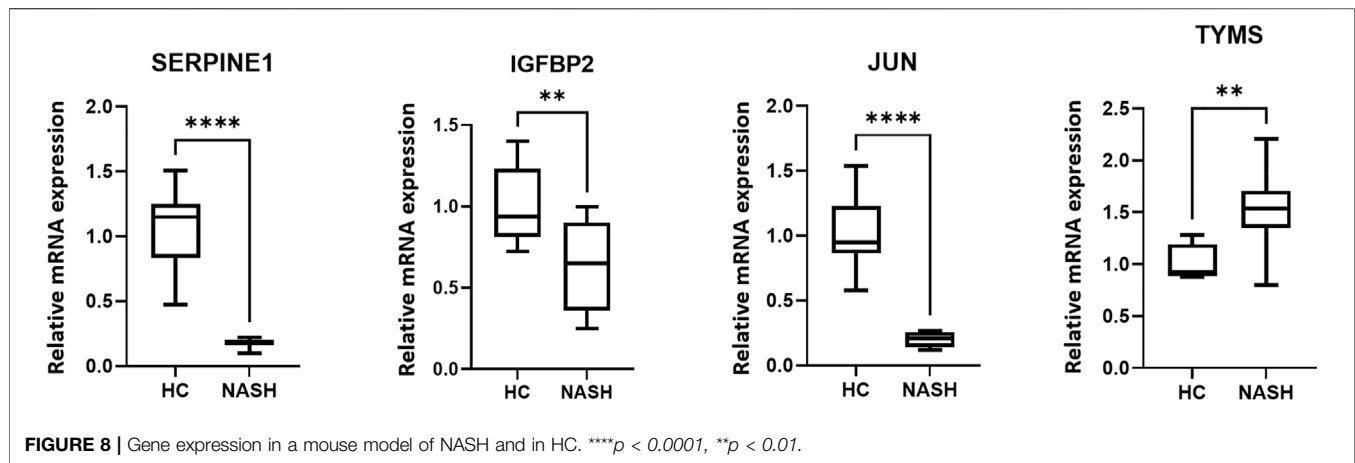 SERPINE1
Relative mRNA expression
2.0
1.5
1.0
0.5
0.0
****
HC NASH
IGFBP2
Relative mRNA expression
1.5
1.0
0.5
0.0
**
HC NASH
JUN
Relative mRNA expression
2.0
1.5
1.0
0.5
0.0
****
HC NASH
TYMS
Relative mRNA expression
2.5
2.0
1.5
1.0
0.5
0.0
**
HC NASH
FIGURE 8 | Gene expression in a mouse model of NASH and in HC. ****p < 0.0001, **p < 0.01.